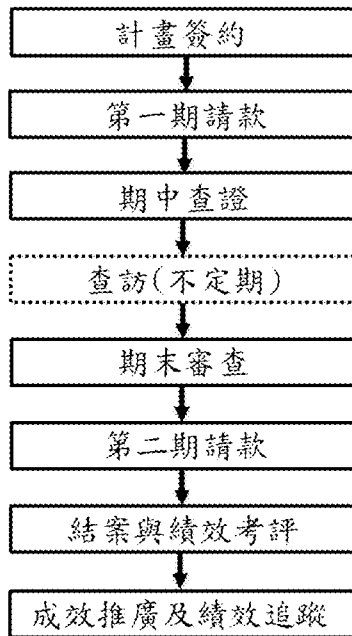 計畫簽約
第一期請款
期中查證
查訪(不定期)
期末審查
第二期請款
結案與績效考評
成效推廣及績效追蹤